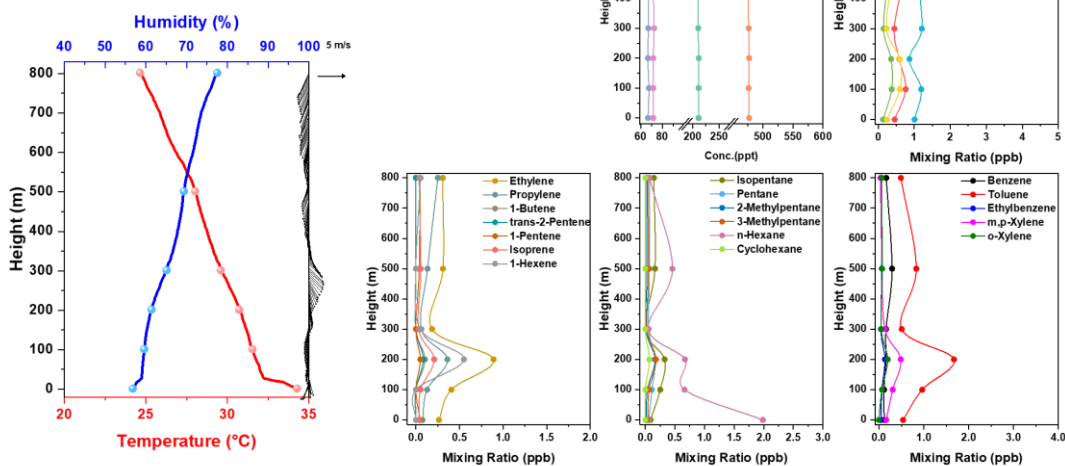 Humidity (%)
40 50 60 70 80 90 100 5 m/s
800
700
600
500
400
300
200
100
0
Height (m)
20 25 30 35
Temperature (°C)
400
300
200
100
0
60 80 200 250 500 600
Conc.(ppt)
400
300
200
100
0
Height (m)
0 1 2 3 4 5
Mixing Ratio (ppb)
800
700
600
500
400
300
200
100
0
Height (m)
Ethylene
Propylene
1-Butene
trans-2-Pentene
1-Pentene
Isoprene
1-Hexene
0.0 0.5 1.0 1.5 2.0
Mixing Ratio (ppb)
800
700
600
500
400
300
200
100
0
Height (m)
Isopentane
Pentane
2-Methylpentane
3-Methylpentane
n-Hexane
Cyclohexane
0.0 0.5 1.0 1.5 2.0 2.5 3.0
Mixing Ratio (ppb)
800
700
600
500
400
300
200
100
0
Height (m)
Benzene
Toluene
Ethylbenzene
m,p-Xylene
o-Xylene
0.0 1.0 2.0 3.0 4.0
Mixing Ratio (ppb)